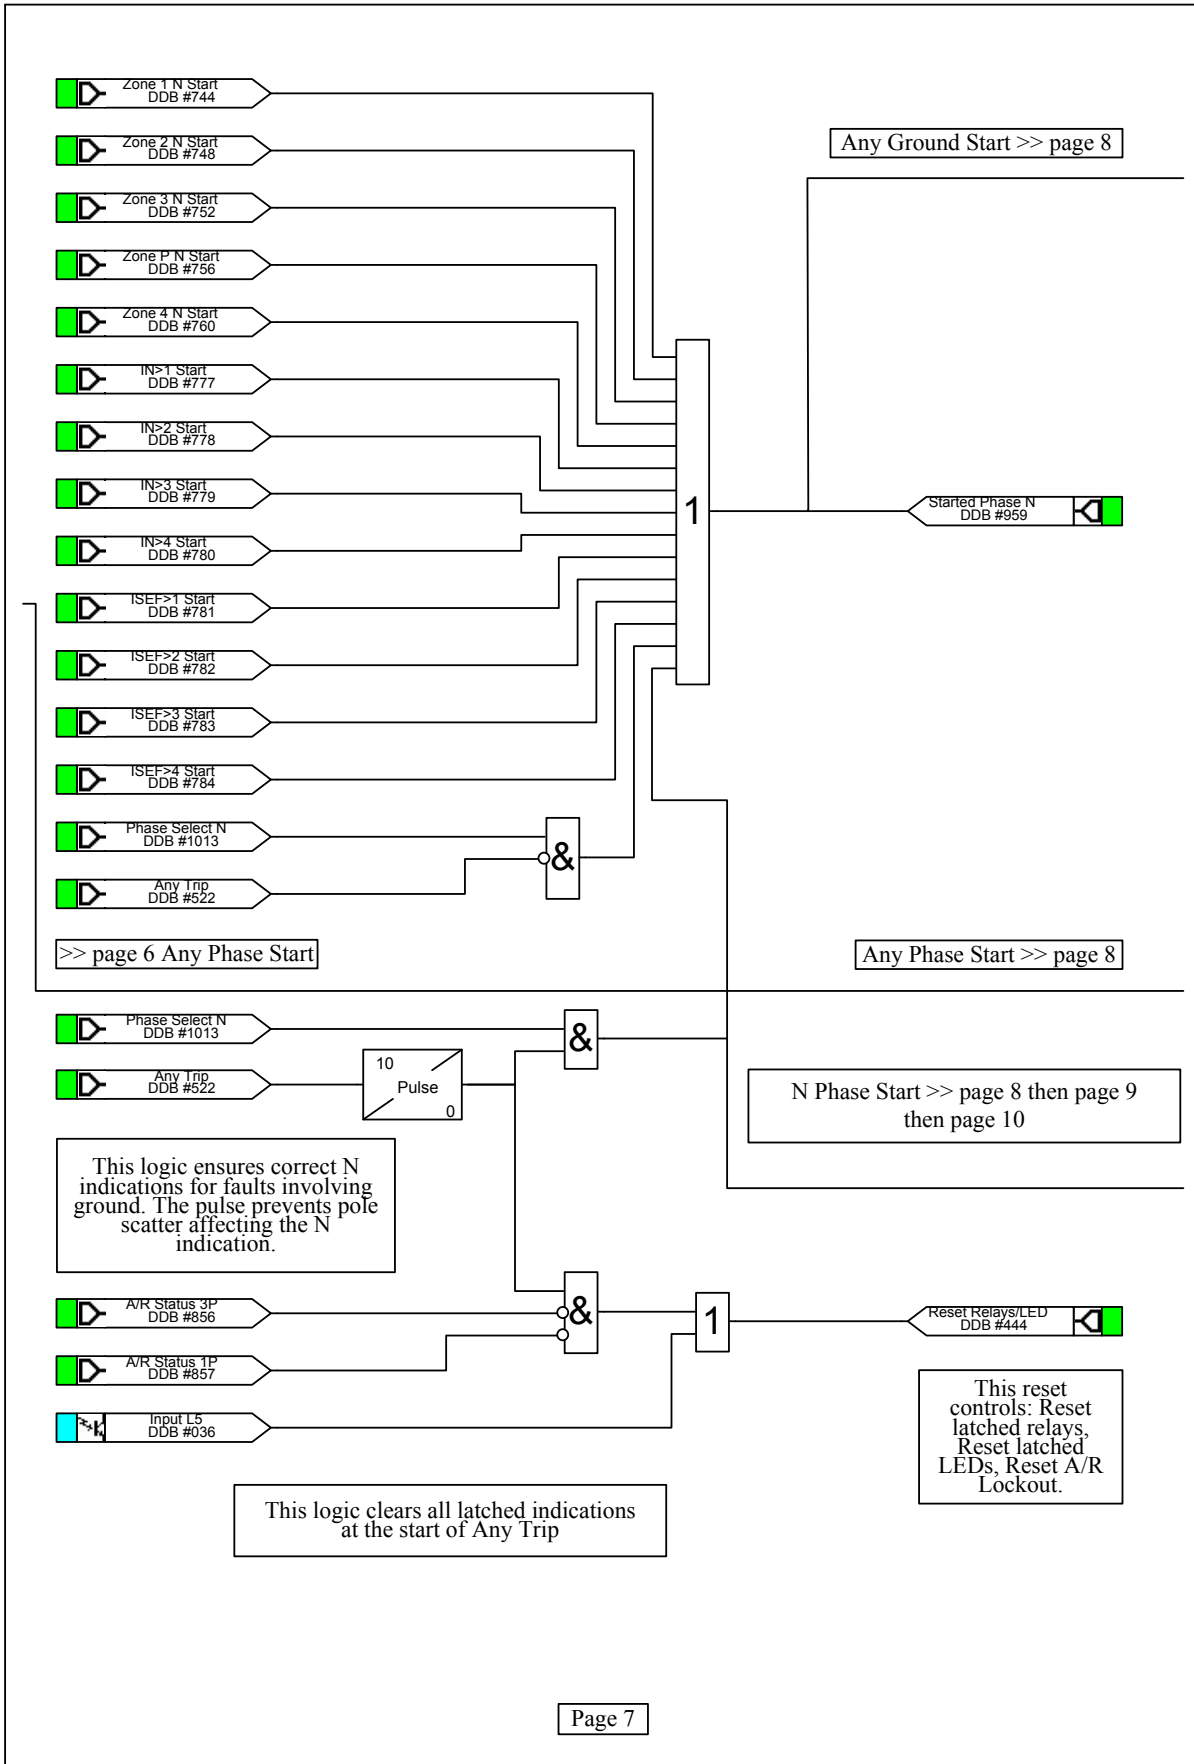 Zone 1 N Start
DDB #744
Zone 2 N Start
DDB #748
Any Ground Start >> page 8
Zone 3 N Start
DDB #752
Zone P N Start
DDB #756
Zone 4 N Start
DDB #760
IN>1 Start
DDB #777
IN>2 Start
DDB #778
IN>3 Start
DDB #779
1
Started Phase N
DDB #959
IN>4 Start
DDB #780
ISEF>1 Start
DDB #781
ISEF>2 Start
DDB #782
ISEF>3 Start
DDB #783
ISEF>4 Start
DDB #784
Phase Select N
DDB #1013
&
Any Trip
DDB #522
>> page 6 Any Phase Start
Any Phase Start >> page 8
Phase Select N
DDB #1013
&
Any Trip
DDB #522
10
Pulse
0
N Phase Start >> page 8 then page 9
then page 10
This logic ensures correct N
indications for faults involving
ground. The pulse prevents pole
scatter affecting the N
indication.
A/R Status 3P
DDB #856
&
1
Reset Relays/LED
DDB #444
A/R Status 1P
DDB #857
Input L5
DDB #036
This reset
controls: Reset
latched relays,
Reset latched
LEDs, Reset A/R
Lockout.
This logic clears all latched indications
at the start of Any Trip
Page 7